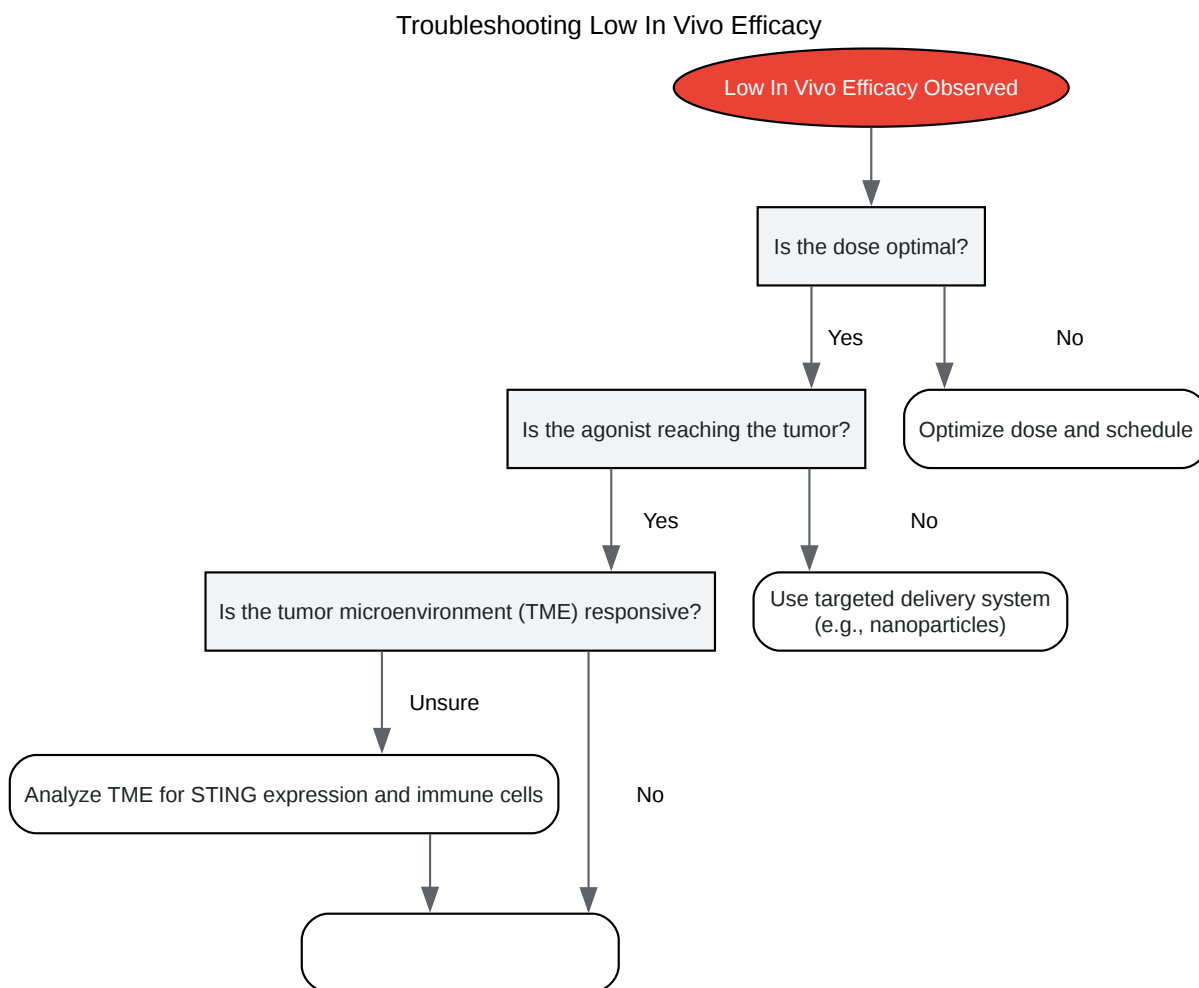 Troubleshooting Low In Vivo Efficacy
Low In Vivo Efficacy Observed
Is the dose optimal?
Yes
No
Is the agonist reaching the tumor?
Optimize dose and schedule
Yes
No
Is the tumor microenvironment (TME) responsive?
Use targeted delivery system
(e.g., nanoparticles)
Unsure
Analyze TME for STING expression and immune cells
No